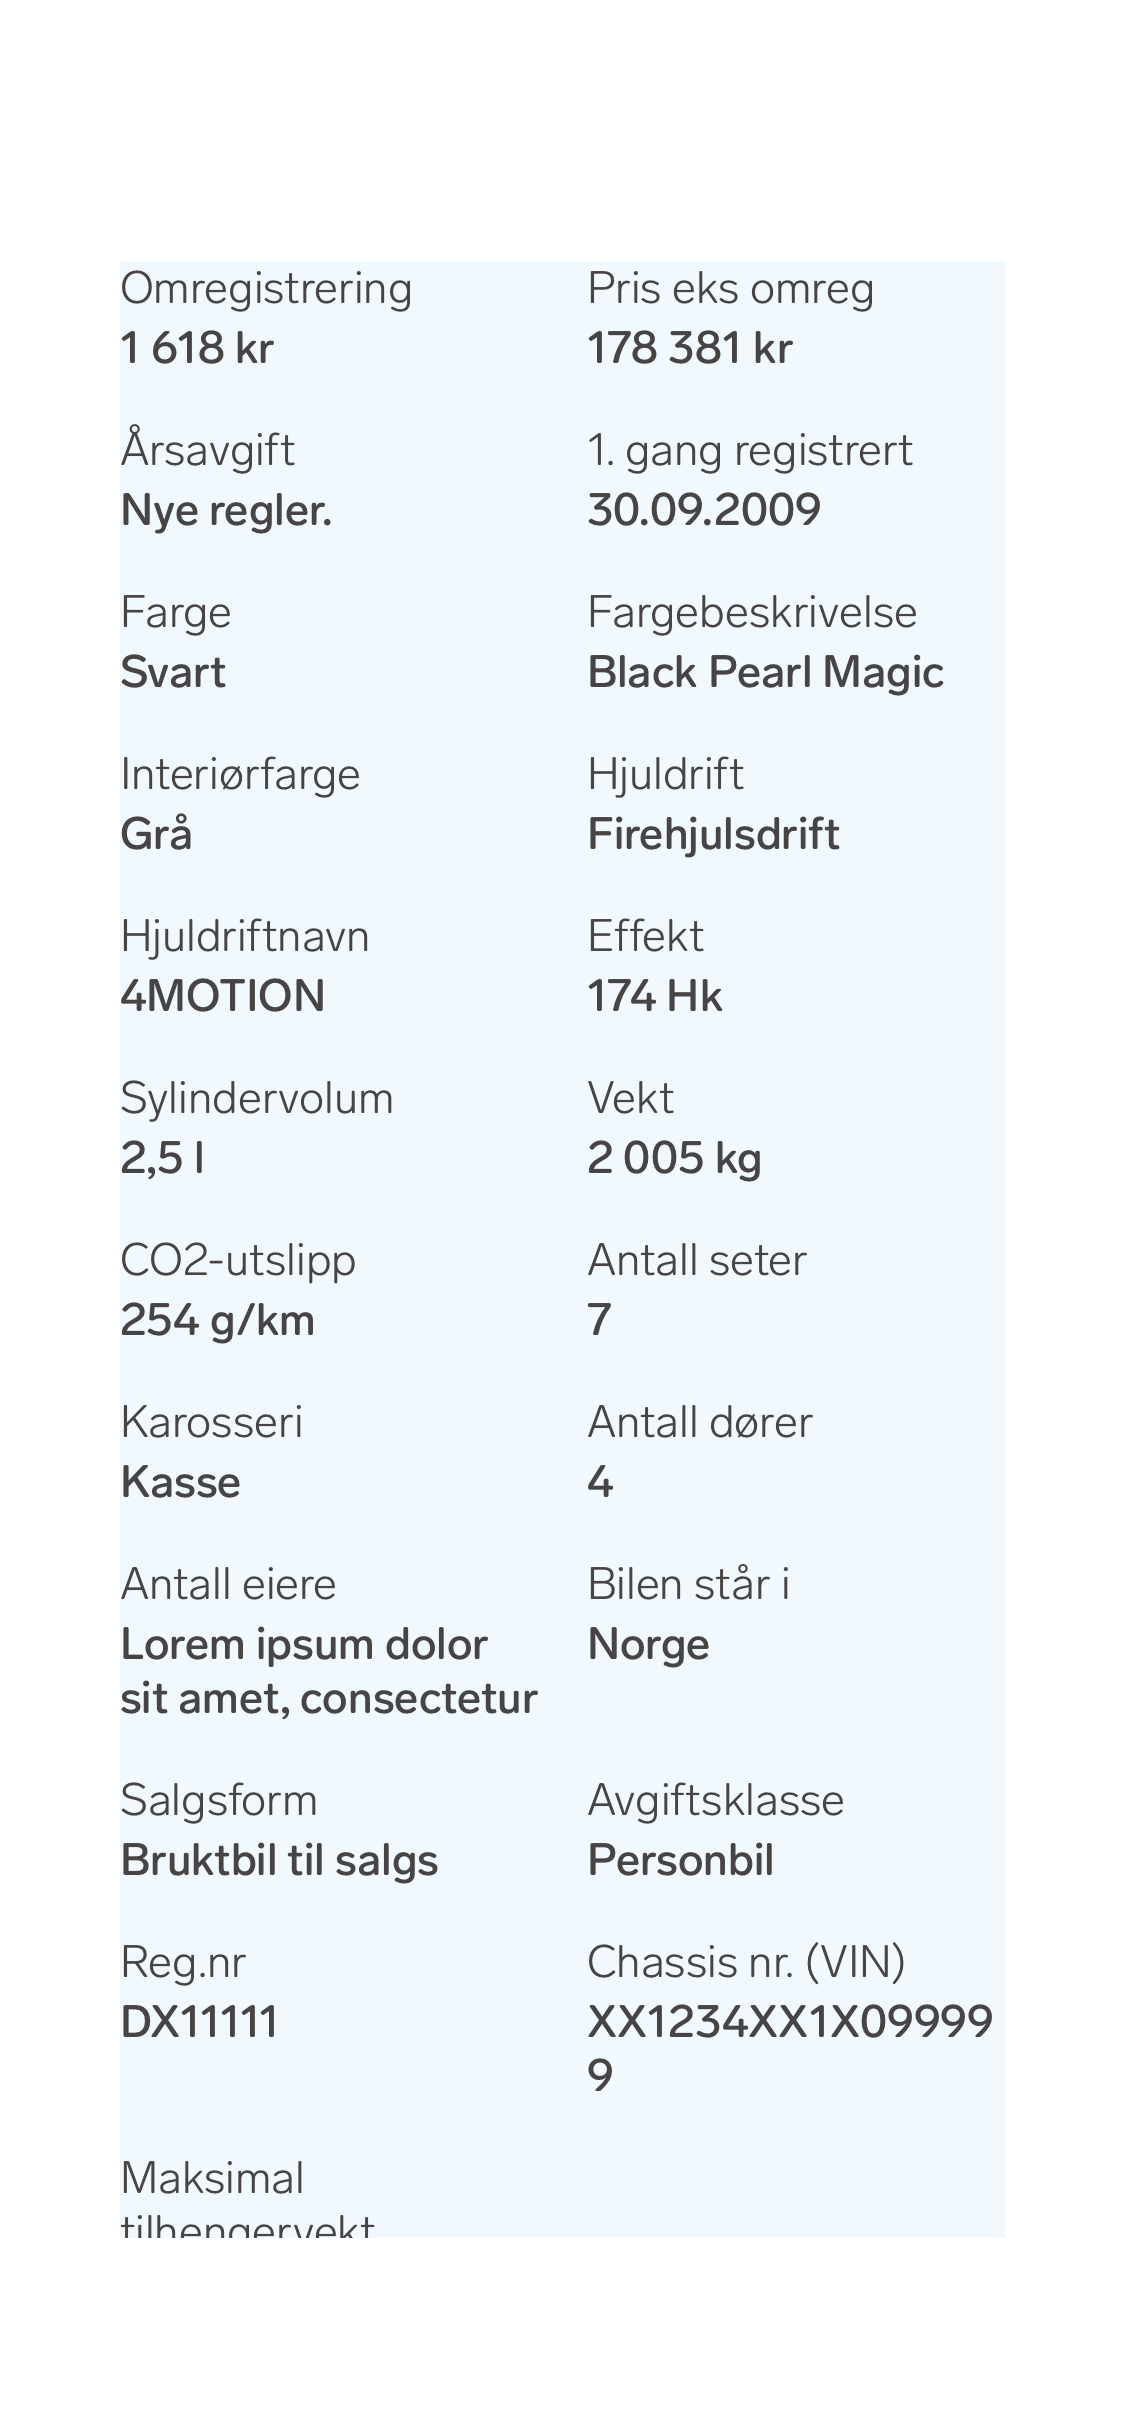 Omregistrering
1 618 kr
Pris eks omreg
178 381 kr
Årsavgift
Nye regler.
1. gang registrert
30.09.2009
Farge
Svart
Fargebeskrivelse
Black Pearl Magic
Interiørfarge
Grå
Hjuldrift
Firehjulsdrift
Hjuldriftnavn
4MOTION
Effekt
174 Hk
Sylindervolum
2,5 l
Vekt
2 005 kg
CO2-utslipp
254 g/km
Antall seter
7
Karosseri
Kasse
Antall dører
4
Antall eiere
Lorem ipsum dolor
sit amet, consectetur
Bilen står i
Norge
Salgsform
Bruktbil til salgs
Avgiftsklasse
Personbil
Reg.nr
DX11111
Chassis nr. (VIN)
XX1234XX1X09999
9
Maksimal
tilhengervekt